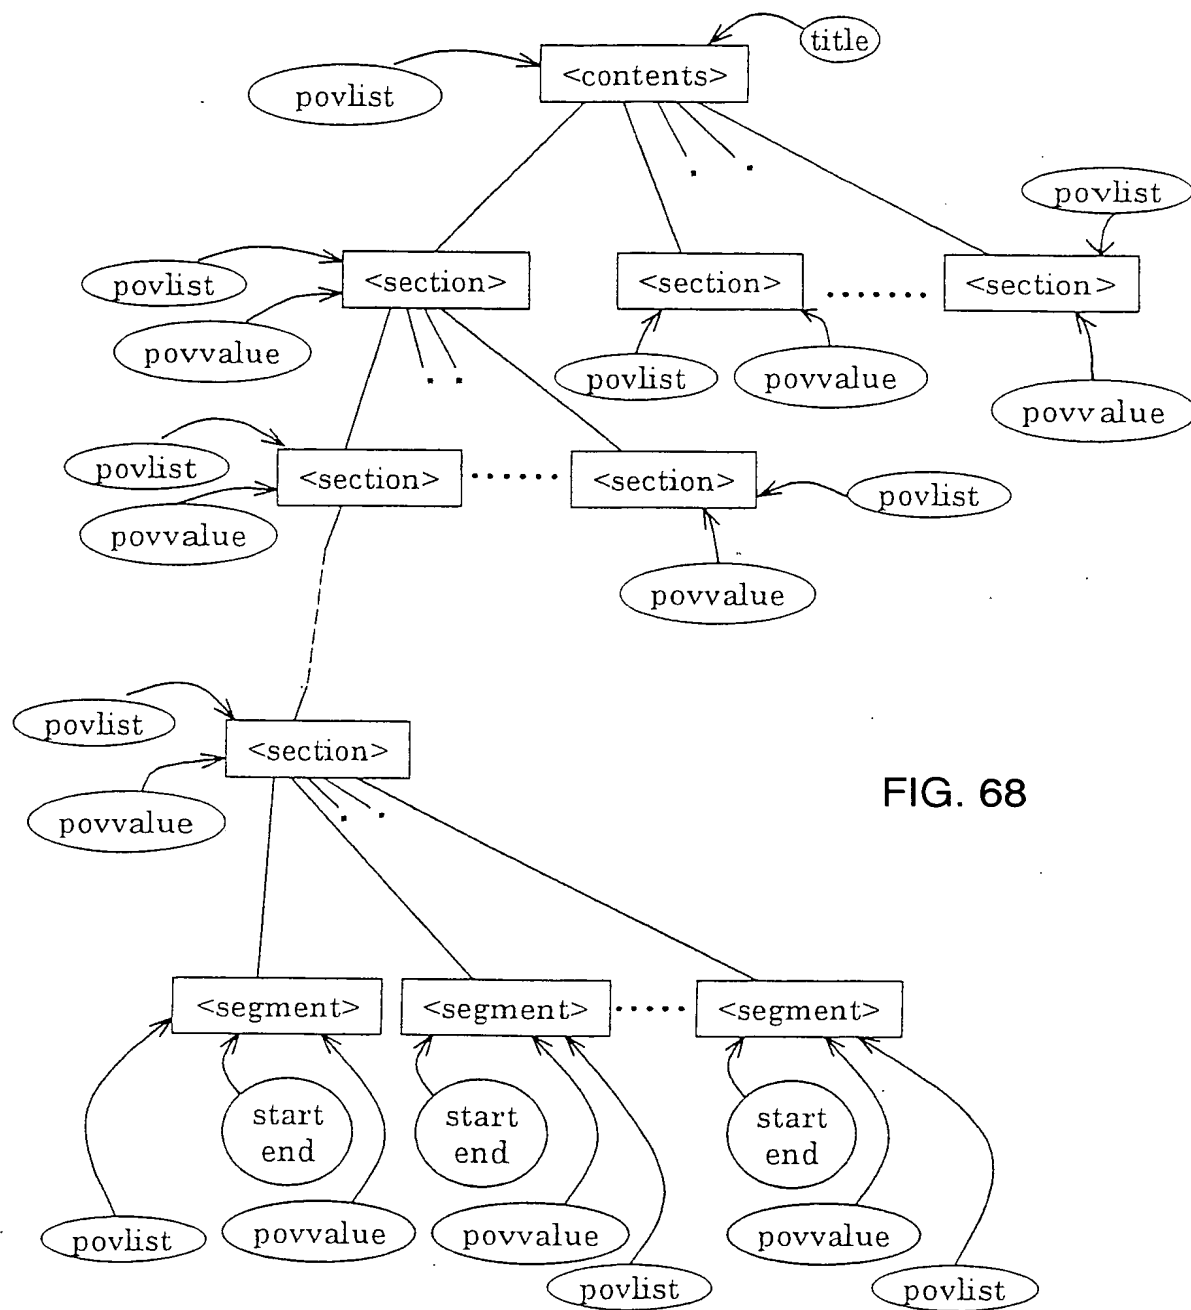 title
<contents>
povlist
povlist
povlist
<section>
<section>
<section>
povvalue
povlist
povvalue
povvalue
povlist
<section>
<section>
povlist
povvalue
povvalue
povlist
<section>
povvalue
FIG. 68
<segment>
<segment>
<segment>
start
end
start
end
start
end
povlist
povvalue
povvalue
povvalue
povlist
povlist